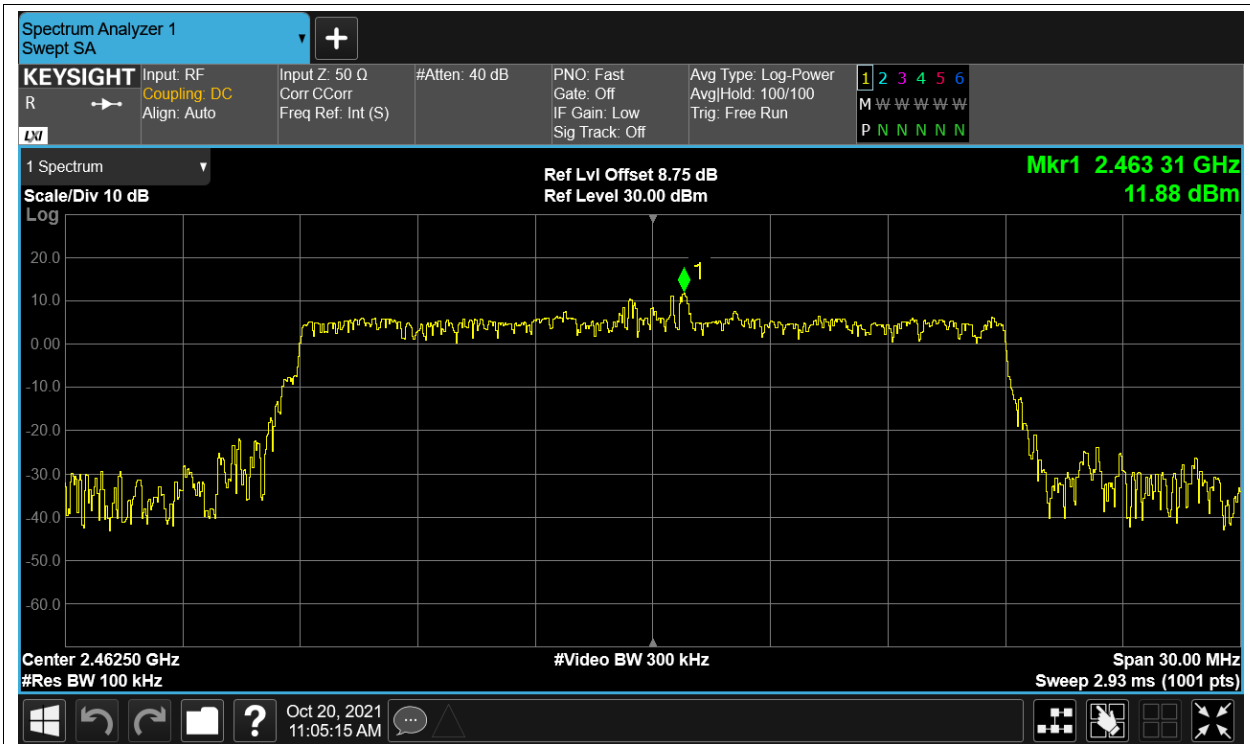 Spectrum Analyzer 1
Swept SA
KEYSIGHT
R
LXI
Input: RF
Coupling: DC
Align: Auto
Input Z: 50 Ω
Corr CCorr
Freq Ref: Int (S)
#Atten: 40 dB
PNO: Fast
Gate: Off
IF Gain: Low
Sig Track: Off
Avg Type: Log-Power
Avg|Hold: 100/100
Trig: Free Run
1 2 3 4 5 6
M W W W W W
P N N N N N
1 Spectrum
Scale/Div 10 dB
Ref Lvl Offset 8.75 dB
Ref Level 30.00 dBm
Mkr1 2.463 31 GHz
11.88 dBm
Log
20.0
10.0
0.00
-10.0
-20.0
-30.0
-40.0
-50.0
-60.0
1
Center 2.46250 GHz
#Res BW 100 kHz
#Video BW 300 kHz
Span 30.00 MHz
Sweep 2.93 ms (1001 pts)
?
Oct 20, 2021
11:05:15 AM